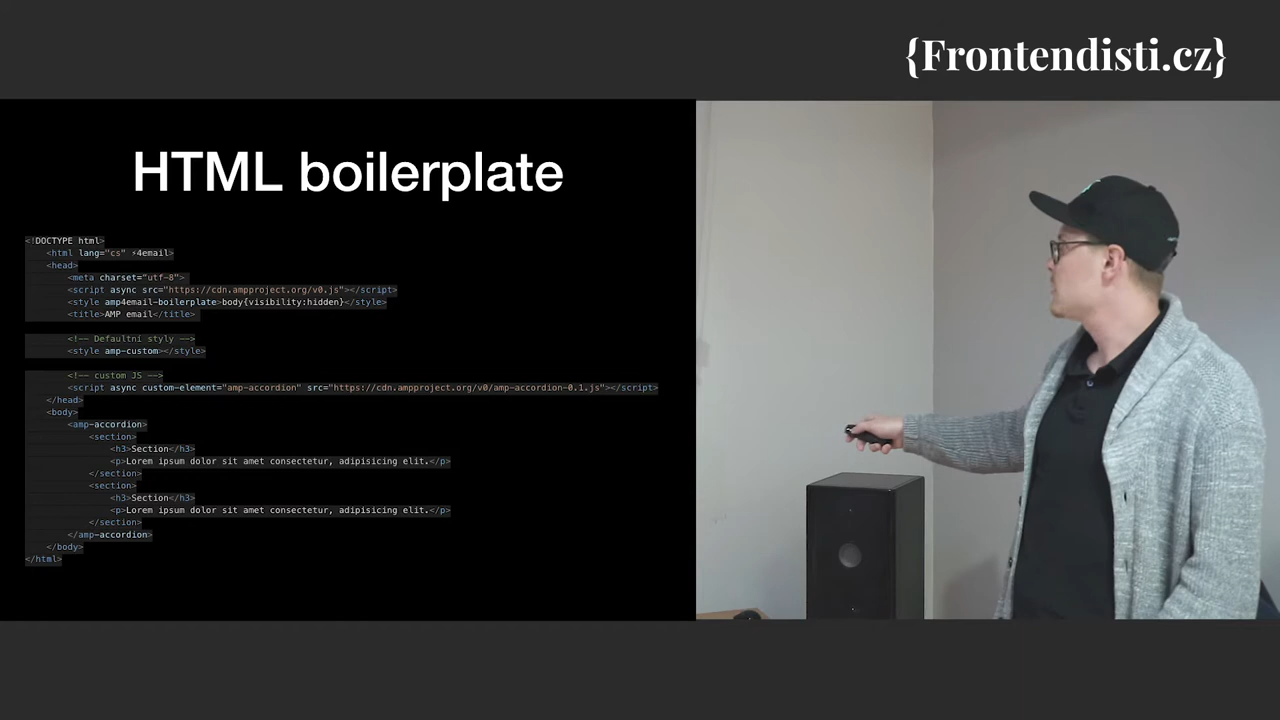 {Frontendisti.cz}
HTML boilerplate
<!DOCTYPE html>
<html lang="cs" ⚡4email>
<head>
<meta charset="utf-8">
<script async src="https://cdn.ampproject.org/v0.js"></script>
<style amp4email-boilerplate>body{visibility:hidden}</style>
<title>AMP email</title>
<!-- Defaultní styly -->
<style amp-custom></style>
<!-- custom JS -->
<script async custom-element="amp-accordion" src="https://cdn.ampproject.org/v0/amp-accordion-0.1.js"></script>
</head>
<body>
<amp-accordion>
<section>
<h3>Section</h3>
<p>Lorem ipsum dolor sit amet consectetur, adipisicing elit.</p>
</section>
<section>
<h3>Section</h3>
<p>Lorem ipsum dolor sit amet consectetur, adipisicing elit.</p>
</section>
</amp-accordion>
</body>
</html>